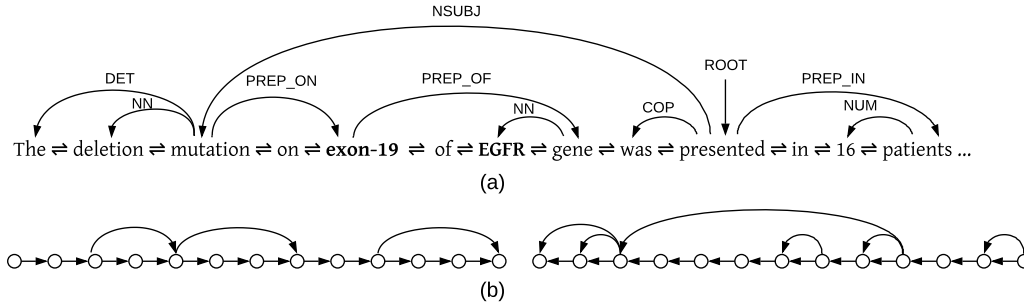 NSUBJ
ROOT
DET
PREP_ON
PREP_OF
PREP_IN
NN
NN
COP
NUM
The ⇌ deletion ⇌ mutation ⇌ on ⇌ exon-19 ⇌ of ⇌ EGFR ⇌ gene ⇌ was ⇌ presented ⇌ in ⇌ 16 ⇌ patients ...
(a)
(b)